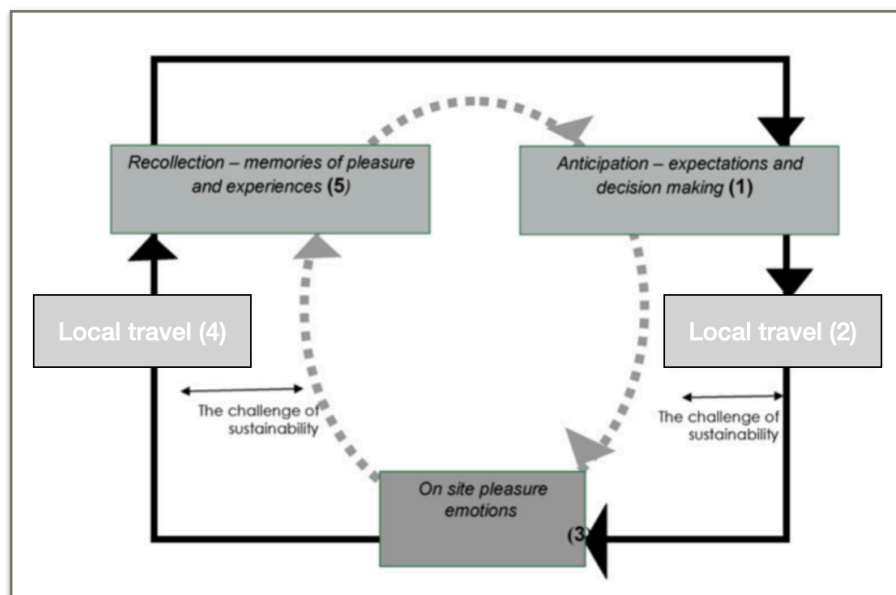 Recollection – memories of pleasure
and experiences (5)
Anticipation – expectations and
decision making (1)
Local travel (4)
Local travel (2)
The challenge of
sustainability
The challenge of
sustainability
On site pleasure
emotions
(3)